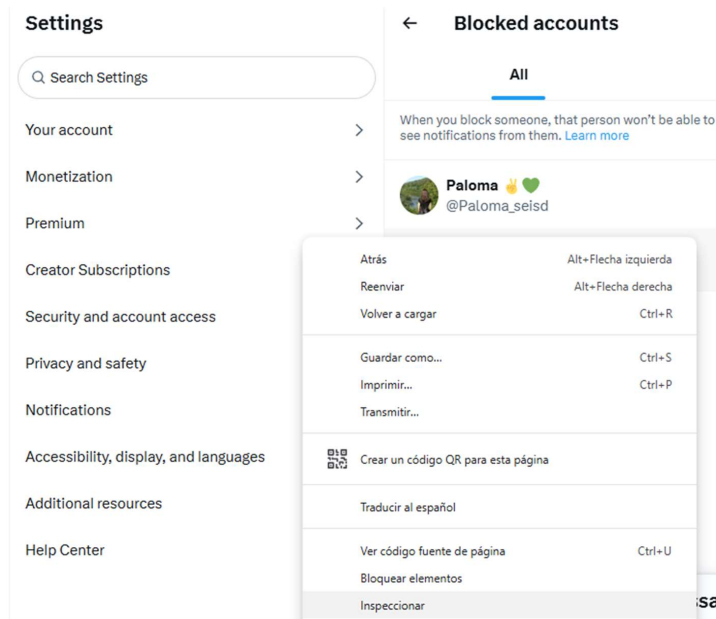 Settings
Search Settings
Your account
Monetization
Premium
Creator Subscriptions
Security and account access
Privacy and safety
Notifications
Accessibility, display, and languages
Additional resources
Help Center
Blocked accounts
All
When you block someone, that person won't be able to
see notifications from them. Learn more
Paloma ✌️💚
@Paloma_seisd
Atrás Alt+Flecha izquierda
Reenviar Alt+Flecha derecha
Volver a cargar Ctrl+R
Guardar como... Ctrl+S
Imprimir... Ctrl+P
Transmitir...
Crear un código QR para esta página
Traducir al español
Ver código fuente de página Ctrl+U
Bloquear elementos
Inspeccionar